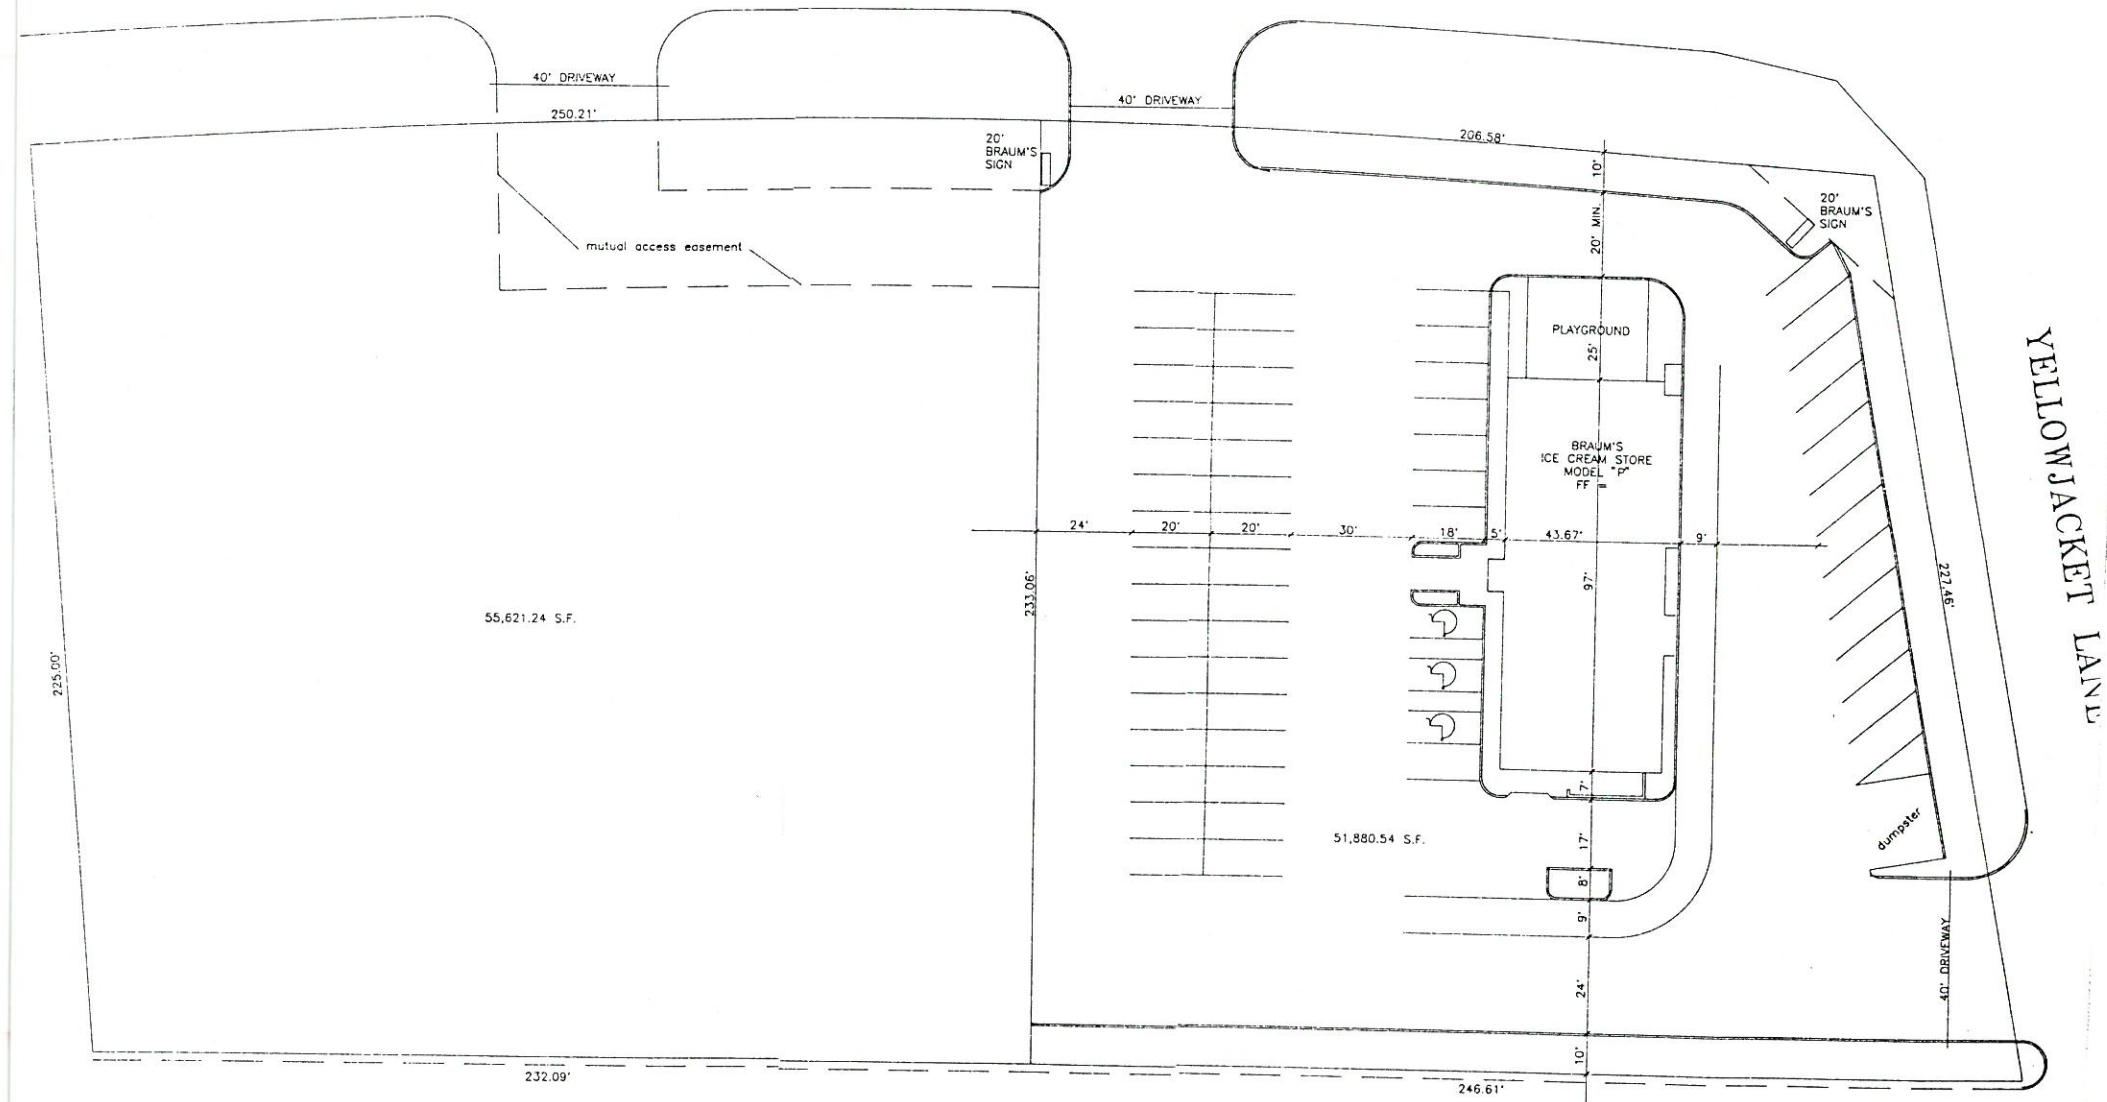 40' DRIVEWAY
250.21'
40' DRIVEWAY
206.58'
20'
BRAUM'S
SIGN
10'
20' MIN.
20'
BRAUM'S
SIGN
mutual access easement
PLAYGROUND
25'
BRAUM'S
ICE CREAM STORE
MODEL "P"
FF =
YELLOWJACKET LANE
24'
20'
20'
30'
18'
5'
43.67'
9'
97'
233.06'
227.46'
55,621.24 S.F.
225.00'
7'
51,880.54 S.F.
17'
dumpster
8'
9'
40' DRIVEWAY
24'
10'
232.09'
246.61'